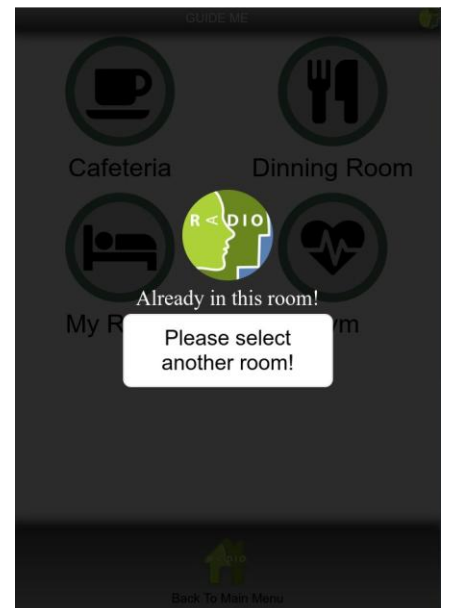 GUIDE ME
Cafeteria
Dinning Room
RADIO
Already in this room!
My R
ym
Please select
another room!
Back To Main Menu